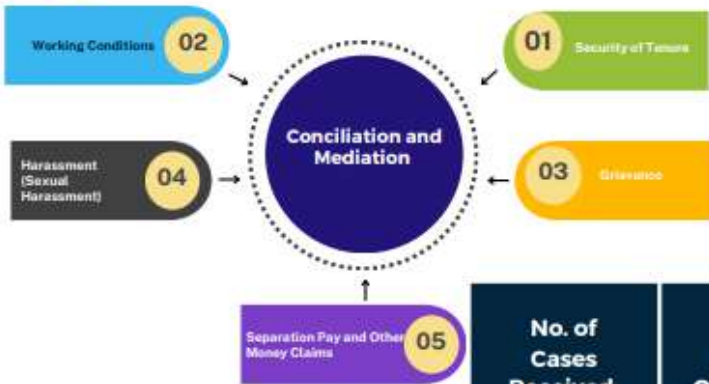 Working Conditions
02
01
Security of Tenure
Conciliation and
Mediation
Harassment
(Sexual
Harassment)
04
03
Grievance
Separation Pay and Other
Money Claims
05
No. of
Cases
Received